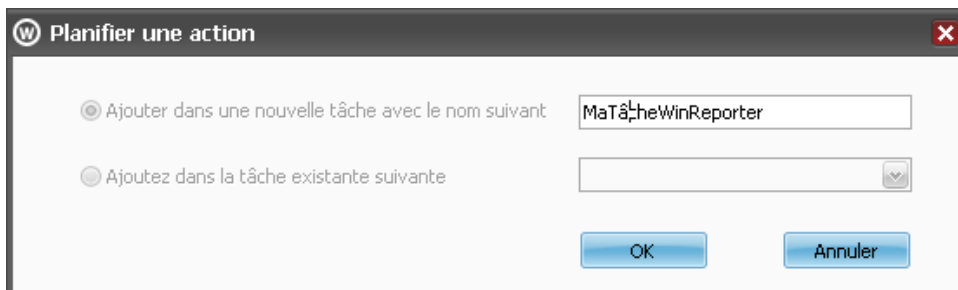 W Planifier une action
Ajouter dans une nouvelle tâche avec le nom suivant MaTâcheWinReporter
Ajoutez dans la tâche existante suivante
OK Annuler